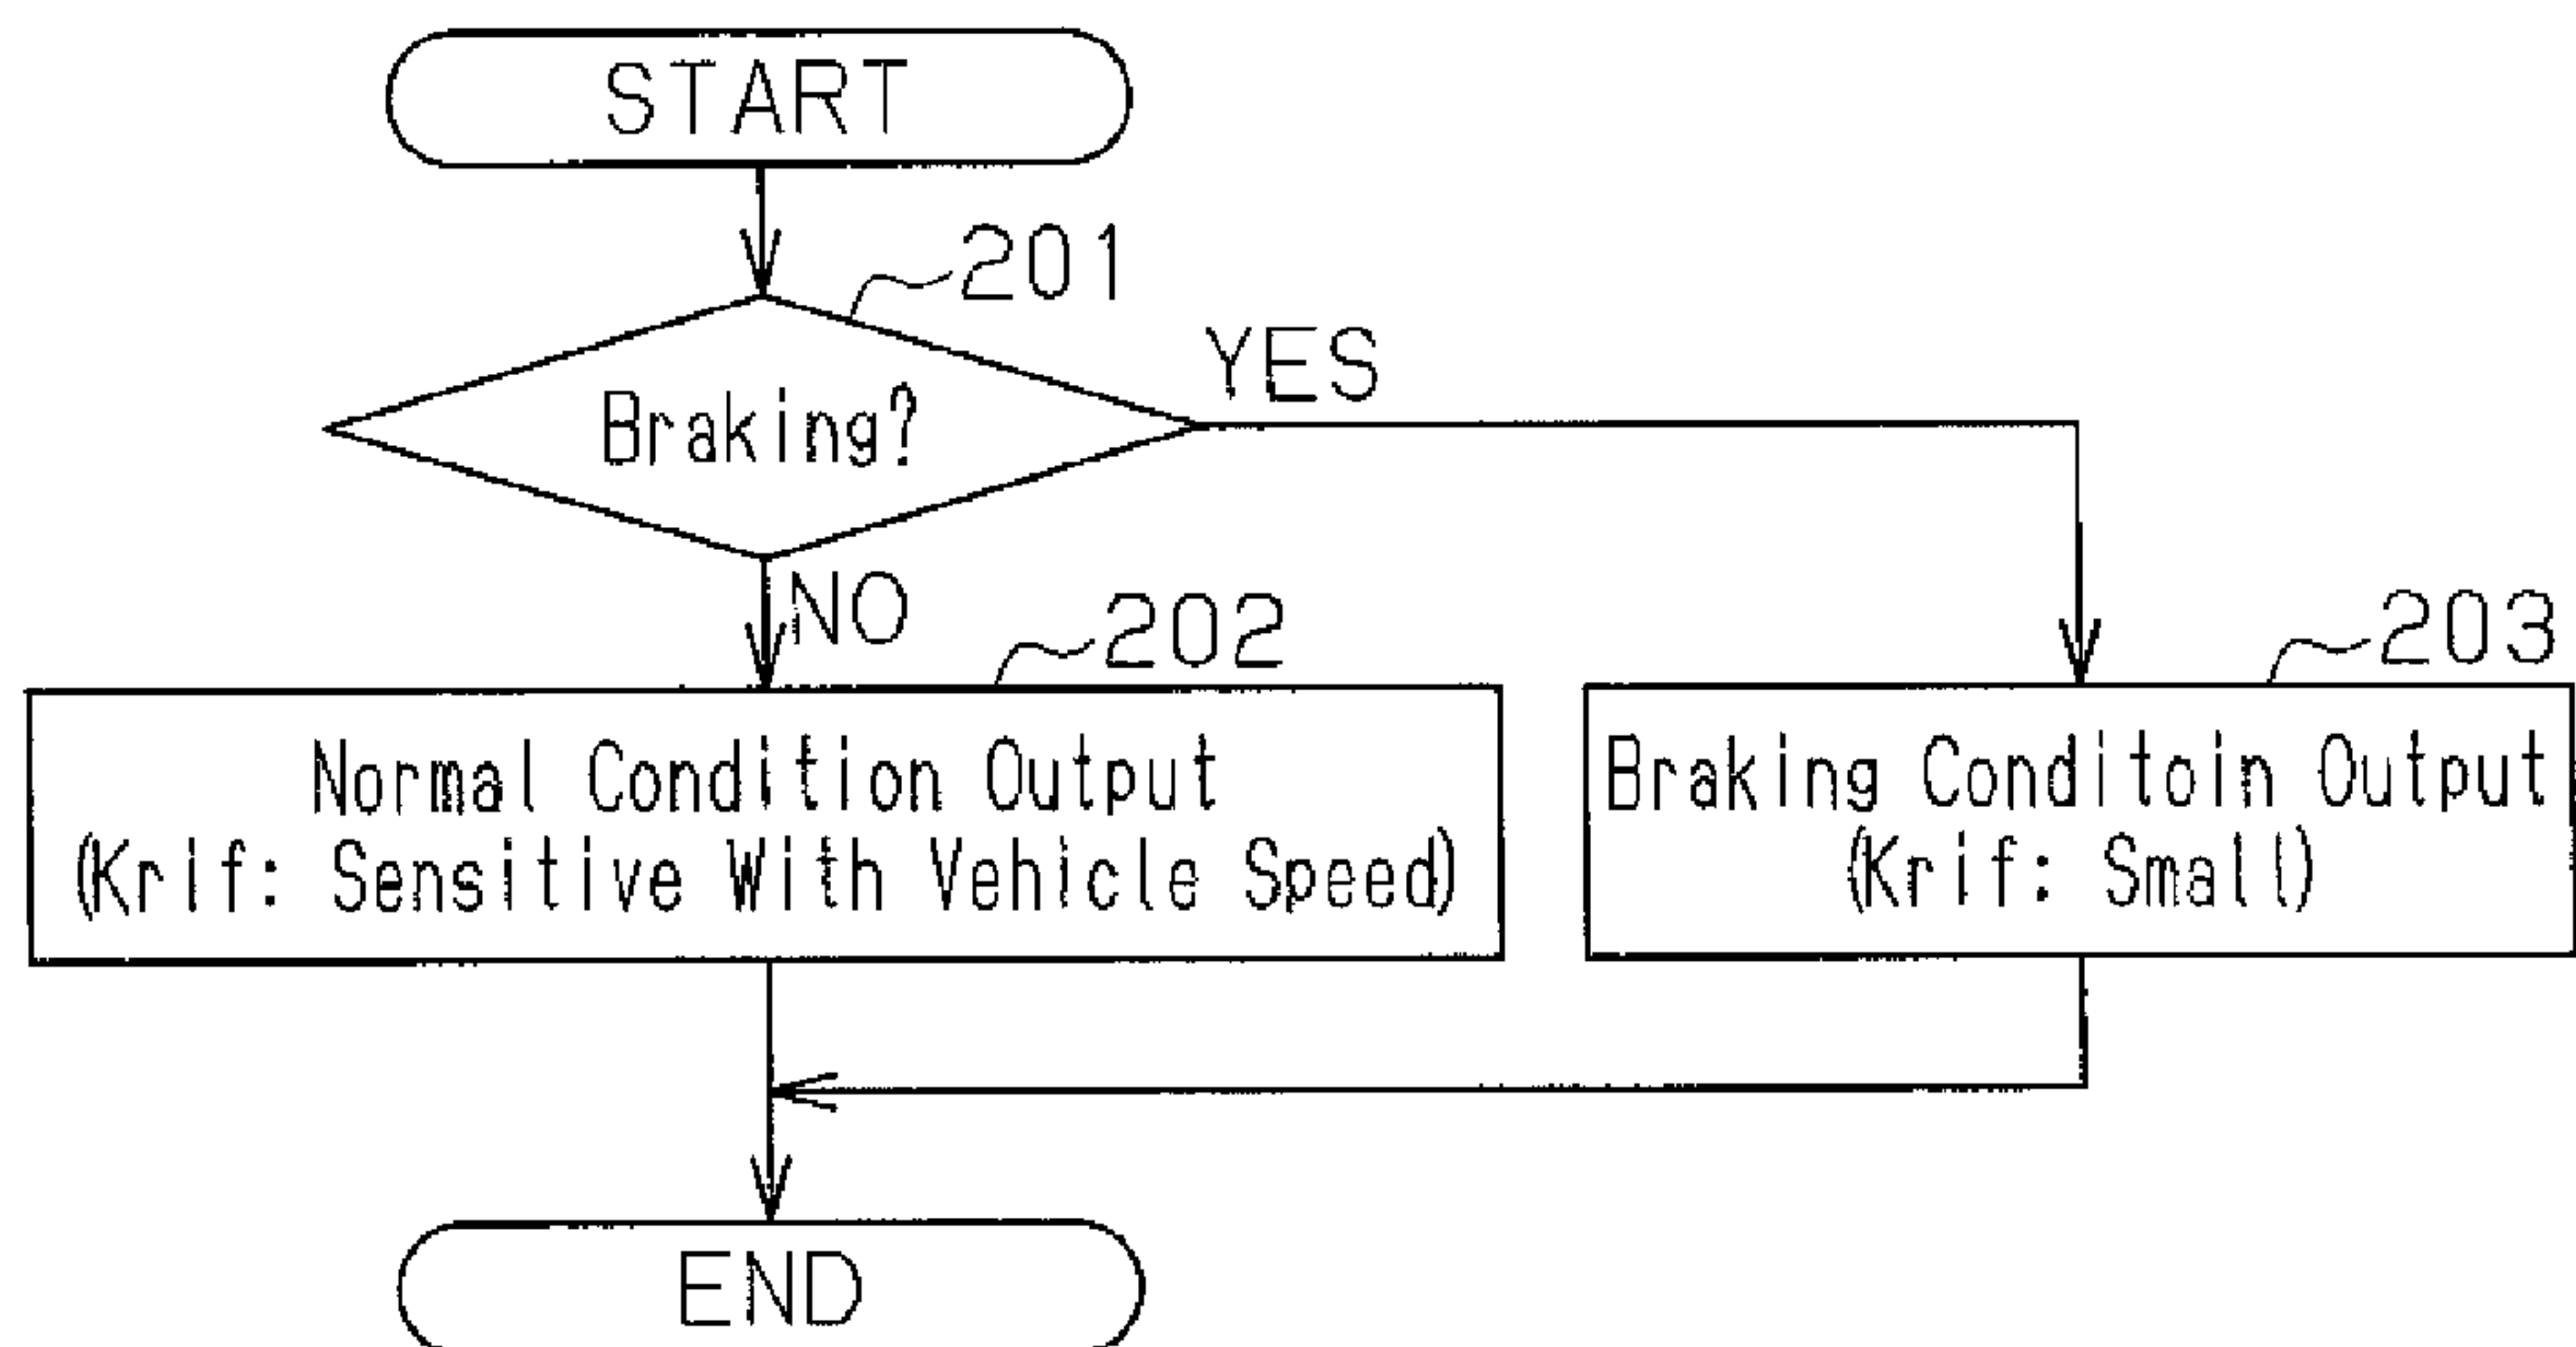 START
201
Braking?
YES
NO
202
203
Normal Condition Output
(Krif: Sensitive With Vehicle Speed)
Braking Conditoin Output
(Krif: Small)
END